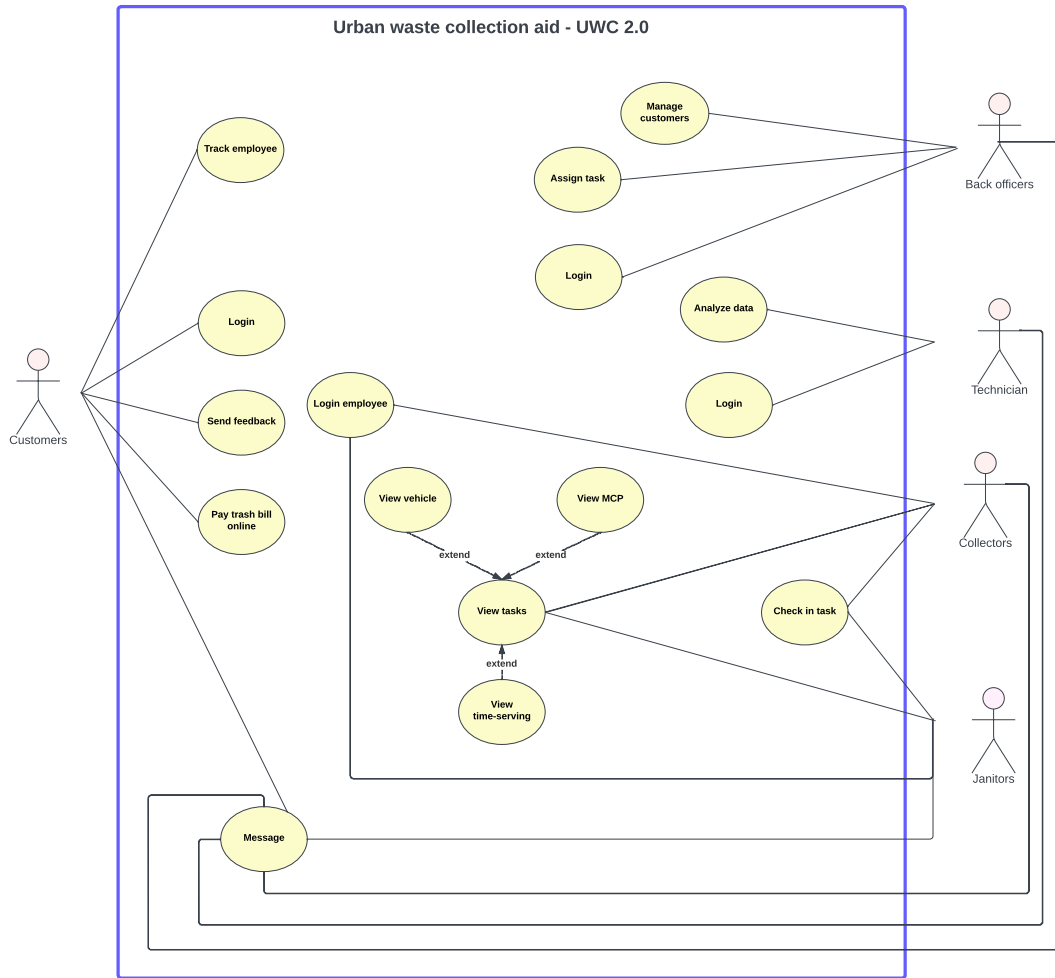 Urban waste collection aid - UWC 2.0
Manage
customers
Track employee
Assign task
Back officers
Login
Analyze data
Login
Customers
Technician
Login employee
Login
Send feedback
View vehicle
View MCP
Pay trash bill
online
Collectors
extend
extend
View tasks
Check in task
extend
View
time-serving
Janitors
Message